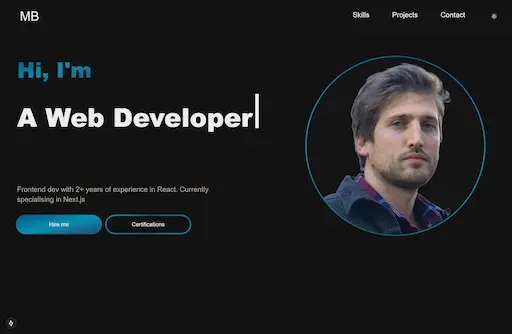 MB
Skills Projects Contact
Hi, I'm
A Web Developer
Frontend dev with 2+ years of experience in React. Currently
specialising in Next.js
Hire me Certifications